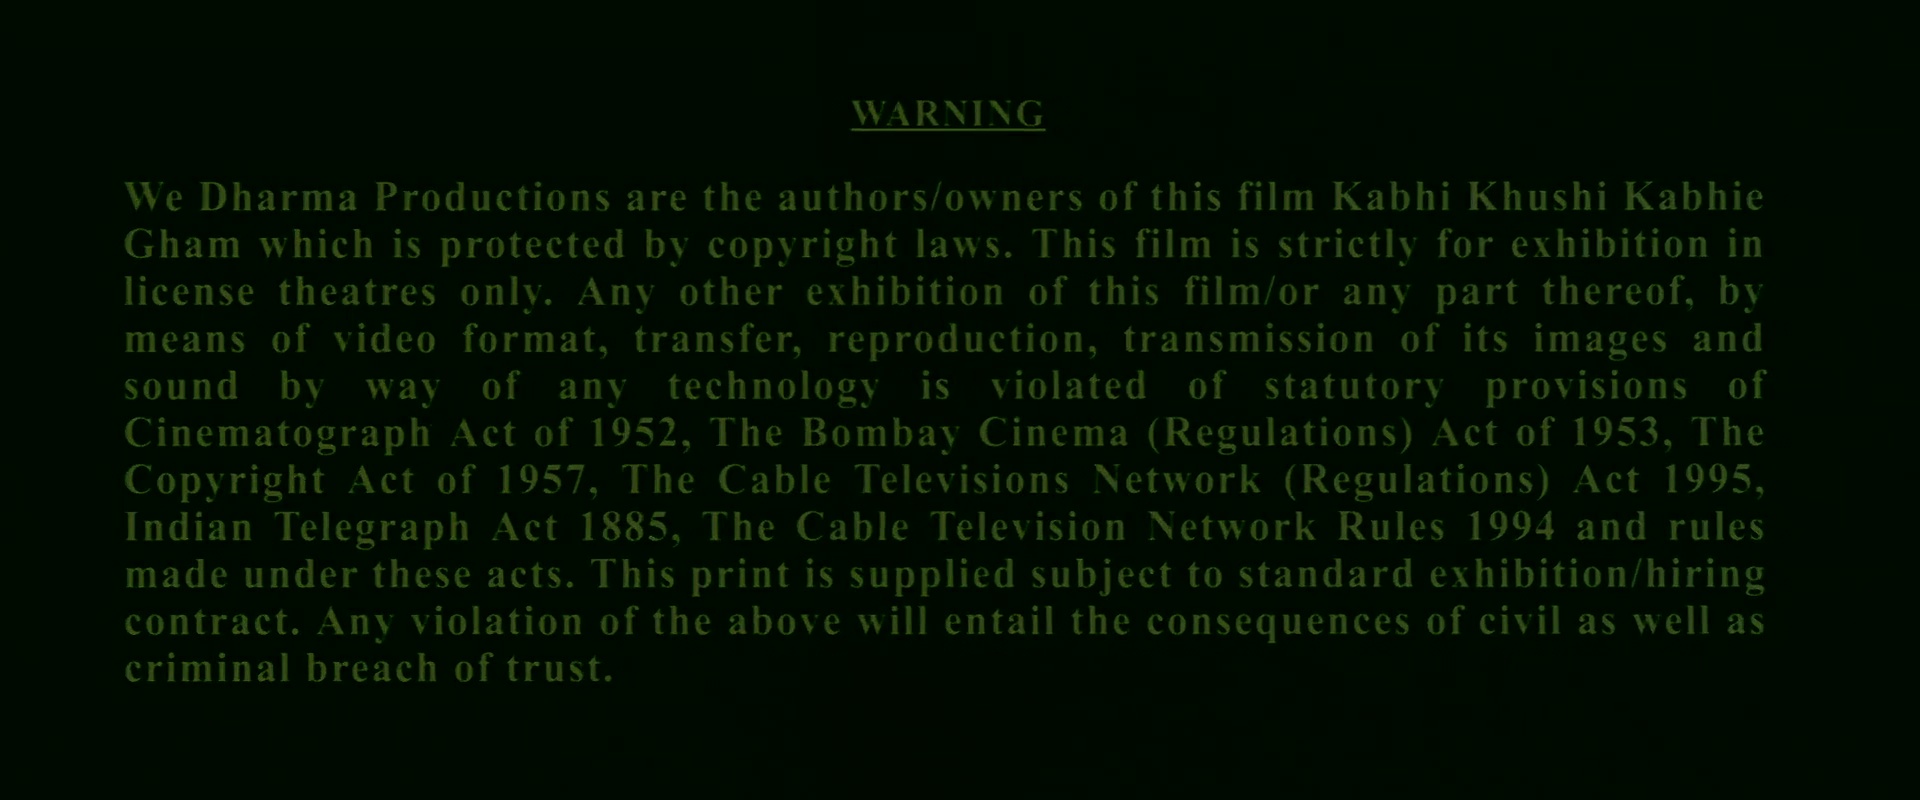 WARNING
We Dharma Productions are the authors/owners of this film Kabhi Khushi Kabhie
Gham which is protected by copyright laws. This film is strictly for exhibition in
license theatres only. Any other exhibition of this film/or any part thereof, by
means of video format, transfer, reproduction, transmission of its images and
sound by way of any technology is violated of statutory provisions of
Cinematograph Act of 1952, The Bombay Cinema (Regulations) Act of 1953, The
Copyright Act of 1957, The Cable Televisions Network (Regulations) Act 1995,
Indian Telegraph Act 1885, The Cable Television Network Rules 1994 and rules
made under these acts. This print is supplied subject to standard exhibition/hiring
contract. Any violation of the above will entail the consequences of civil as well as
criminal breach of trust.